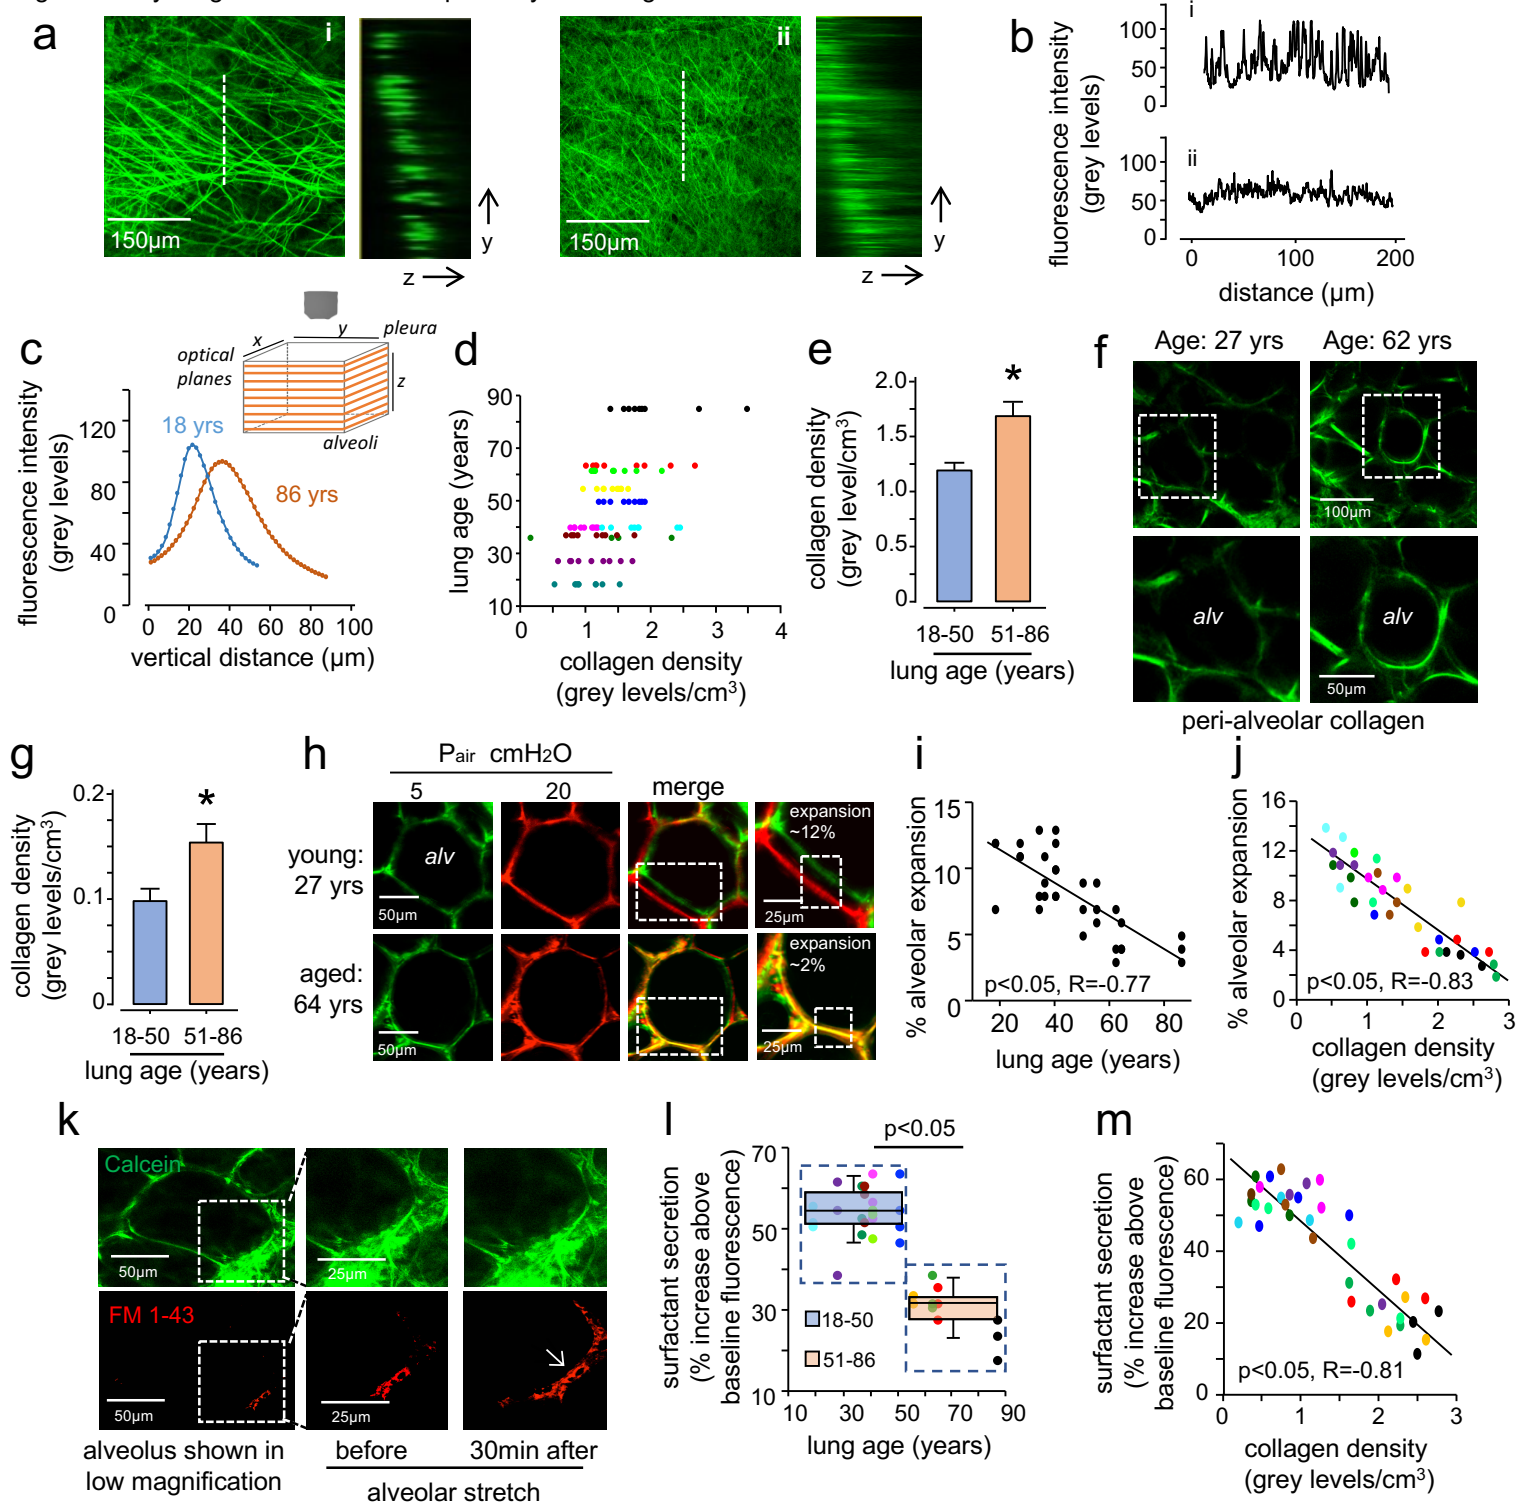 a
i
150µm
z
y
ii
150µm
z
y
b
fluorescence intensity
(grey levels)
i
100
50
0
ii
100
50
0
0 100 200
distance (µm)
c
fluorescence intensity
(grey levels)
120
80
40
0
18 yrs
86 yrs
0 20 40 60 80 100
vertical distance (µm)
optical
planes
x
y
pleura
z
alveoli
d
lung age (years)
90
70
50
30
10
0 1 2 3 4
collagen density
(grey levels/cm3)
e
collagen density
(grey level/cm3)
2.0
1.5
1.0
0.5
0
*
18-50 51-86
lung age (years)
f
Age: 27 yrs Age: 62 yrs
100µm
alv alv
50µm
peri-alveolar collagen
g
collagen density
(grey levels/cm3)
0.2
0.1
0
*
18-50 51-86
lung age (years)
h
Pair cmH2O
5 20 merge
young:
27 yrs
alv
50µm
expansion
~12%
25µm
aged:
64 yrs
50µm
expansion
~2%
25µm
i
% alveolar expansion
15
10
5
0
p<0.05, R=-0.77
20 40 60 80
lung age (years)
j
% alveolar expansion
16
12
8
4
0
p<0.05, R=-0.83
0 1 2 3
collagen density
(grey levels/cm3)
k
Calcein
50µm
25µm
FM 1-43
50µm
25µm
alveolus shown in
low magnification
before 30min after
alveolar stretch
l
surfactant secretion
(% increase above
baseline fluorescence)
p<0.05
70
50
30
10
18-50
51-86
10 30 50 70 90
lung age (years)
m
surfactant secretion
(% increase above
baseline fluorescence)
60
40
20
0
p<0.05, R=-0.81
0 1 2 3
collagen density
(grey levels/cm3)